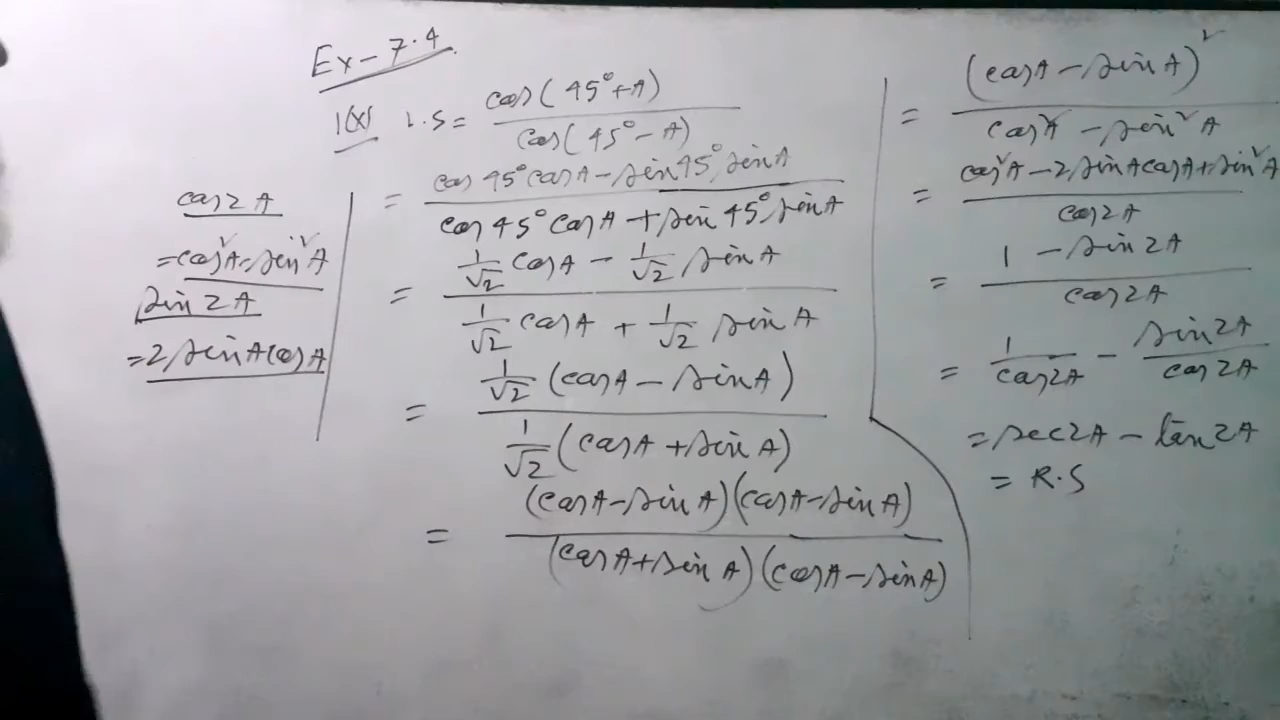 Ex-7.4
1(x) L.S = cos(45°+A) / cos(45°-A)
= cos45°cosA - sin45°sinA / cos45°cosA + sin45°sinA
= 1/√2 cosA - 1/√2 sinA / 1/√2 cosA + 1/√2 sinA
= 1/√2 (cosA - sinA) / 1/√2 (cosA + sinA)
= (cosA - sinA)(cosA - sinA) / (cosA + sinA)(cosA - sinA)
cos2A
= cos²A - sin²A
sin2A
= 2sinAcosA
= (cosA - sinA)² / cos²A - sin²A
= cos²A - 2sinAcosA + sin²A / cos2A
= 1 - sin2A / cos2A
= 1/cos2A - sin2A/cos2A
= sec2A - tan2A
= R.S